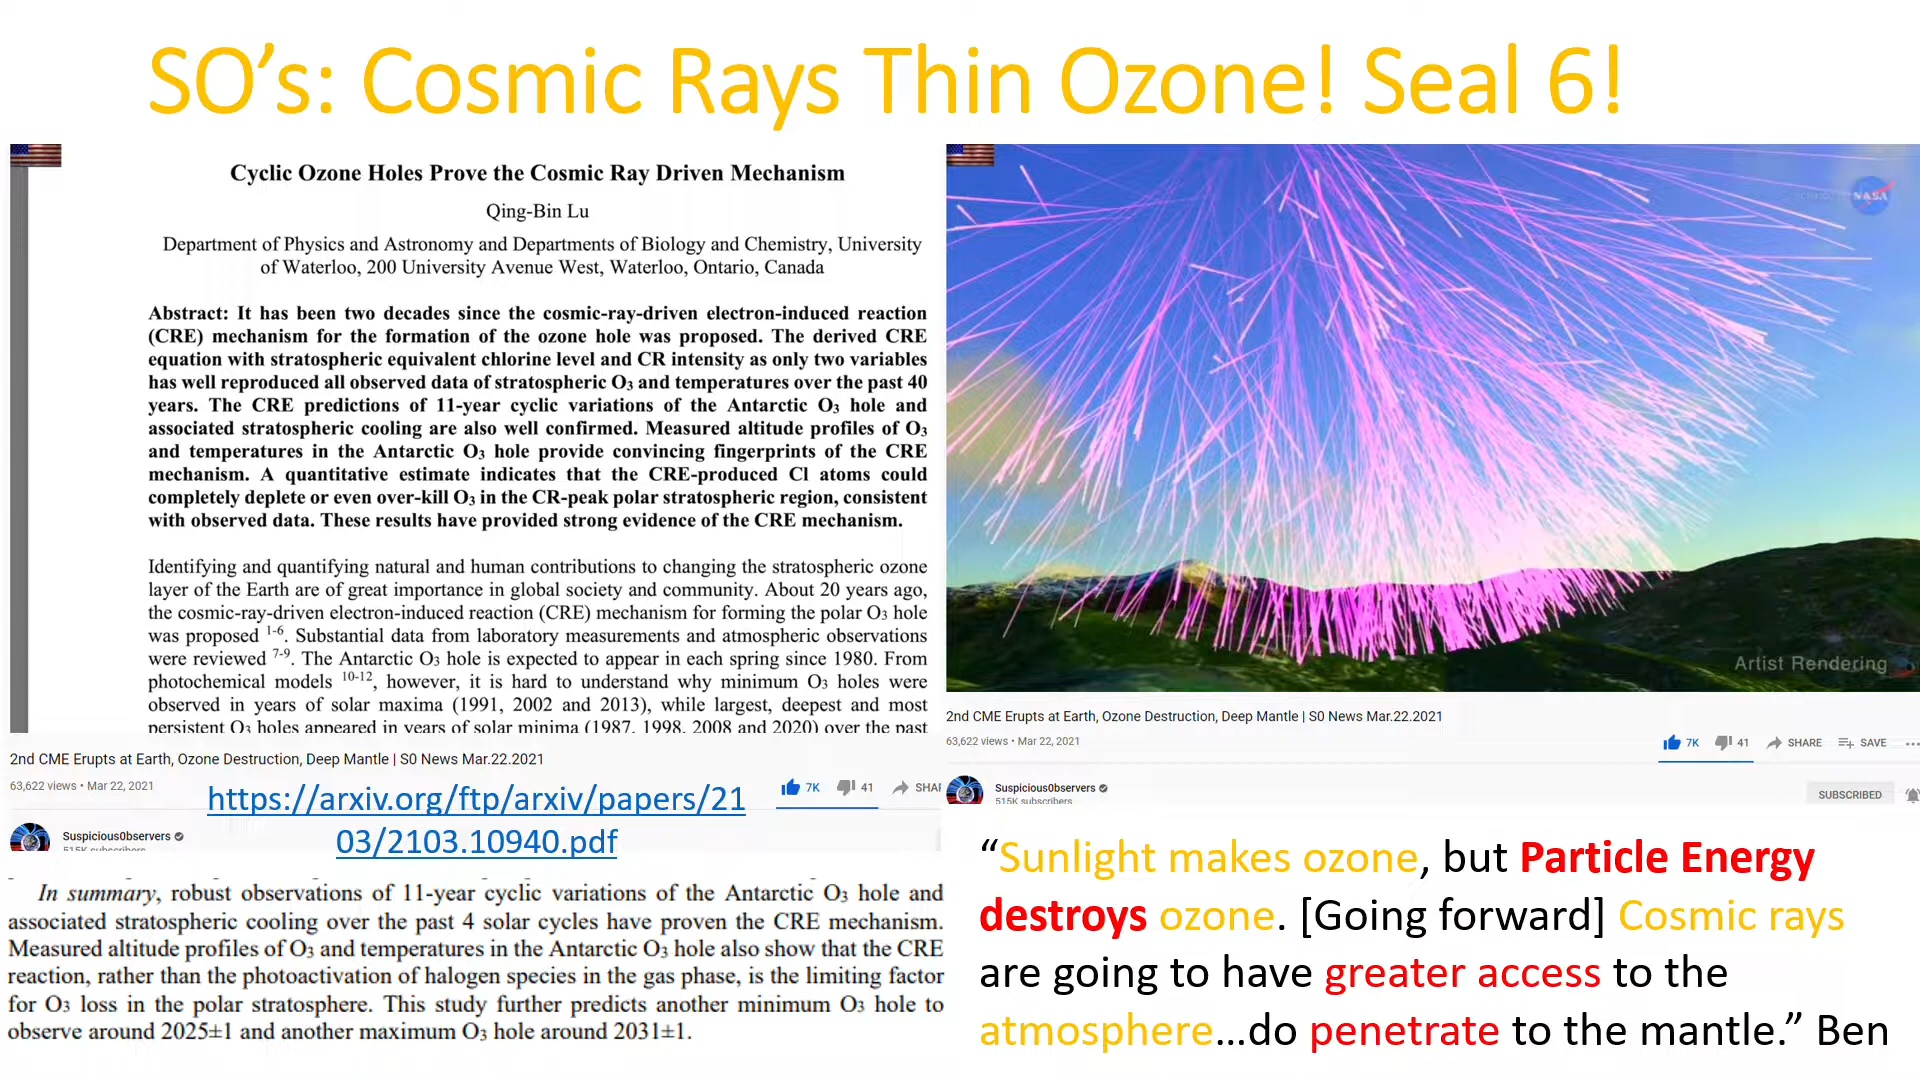 SO's: Cosmic Rays Thin Ozone! Seal 6!
Cyclic Ozone Holes Prove the Cosmic Ray Driven Mechanism
Qing-Bin Lu
Department of Physics and Astronomy and Departments of Biology and Chemistry, University
of Waterloo, 200 University Avenue West, Waterloo, Ontario, Canada
Abstract: It has been two decades since the cosmic-ray-driven electron-induced reaction
(CRE) mechanism for the formation of the ozone hole was proposed. The derived CRE
equation with stratospheric equivalent chlorine level and CR intensity as only two variables
has well reproduced all observed data of stratospheric O₃ and temperatures over the past 40
years. The CRE predictions of 11-year cyclic variations of the Antarctic O₃ hole and
associated stratospheric cooling are also well confirmed. Measured altitude profiles of O₃
and temperatures in the Antarctic O₃ hole provide convincing fingerprints of the CRE
mechanism. A quantitative estimate indicates that the CRE-produced Cl atoms could
completely deplete or even over-kill O₃ in the CR-peak polar stratospheric region, consistent
with observed data. These results have provided strong evidence of the CRE mechanism.
Identifying and quantifying natural and human contributions to changing the stratospheric ozone
layer of the Earth are of great importance in global society and community. About 20 years ago,
the cosmic-ray-driven electron-induced reaction (CRE) mechanism for forming the polar O₃ hole
was proposed ¹⁻⁶. Substantial data from laboratory measurements and atmospheric observations
were reviewed ⁷⁻⁹. The Antarctic O₃ hole is expected to appear in each spring since 1980. From
photochemical models ¹⁰⁻¹², however, it is hard to understand why minimum O₃ holes were
observed in years of solar maxima (1991, 2002 and 2013), while largest, deepest and most
persistent O₃ holes appeared in years of solar minima (1987, 1998, 2008 and 2020) over the past
2nd CME Erupts at Earth, Ozone Destruction, Deep Mantle | S0 News Mar.22.2021
63,622 views • Mar 22, 2021
7K 41 SHAI
https://arxiv.org/ftp/arxiv/papers/21
03/2103.10940.pdf
Suspicious0bservers
515K subscribers
In summary, robust observations of 11-year cyclic variations of the Antarctic O₃ hole and
associated stratospheric cooling over the past 4 solar cycles have proven the CRE mechanism.
Measured altitude profiles of O₃ and temperatures in the Antarctic O₃ hole also show that the CRE
reaction, rather than the photoactivation of halogen species in the gas phase, is the limiting factor
for O₃ loss in the polar stratosphere. This study further predicts another minimum O₃ hole to
observe around 2025±1 and another maximum O₃ hole around 2031±1.
NASA
Artist Rendering
2nd CME Erupts at Earth, Ozone Destruction, Deep Mantle | S0 News Mar.22.2021
63,622 views • Mar 22, 2021
7K 41 SHARE SAVE ...
Suspicious0bservers
515K subscribers
SUBSCRIBED
“Sunlight makes ozone, but Particle Energy
destroys ozone. [Going forward] Cosmic rays
are going to have greater access to the
atmosphere...do penetrate to the mantle.” Ben